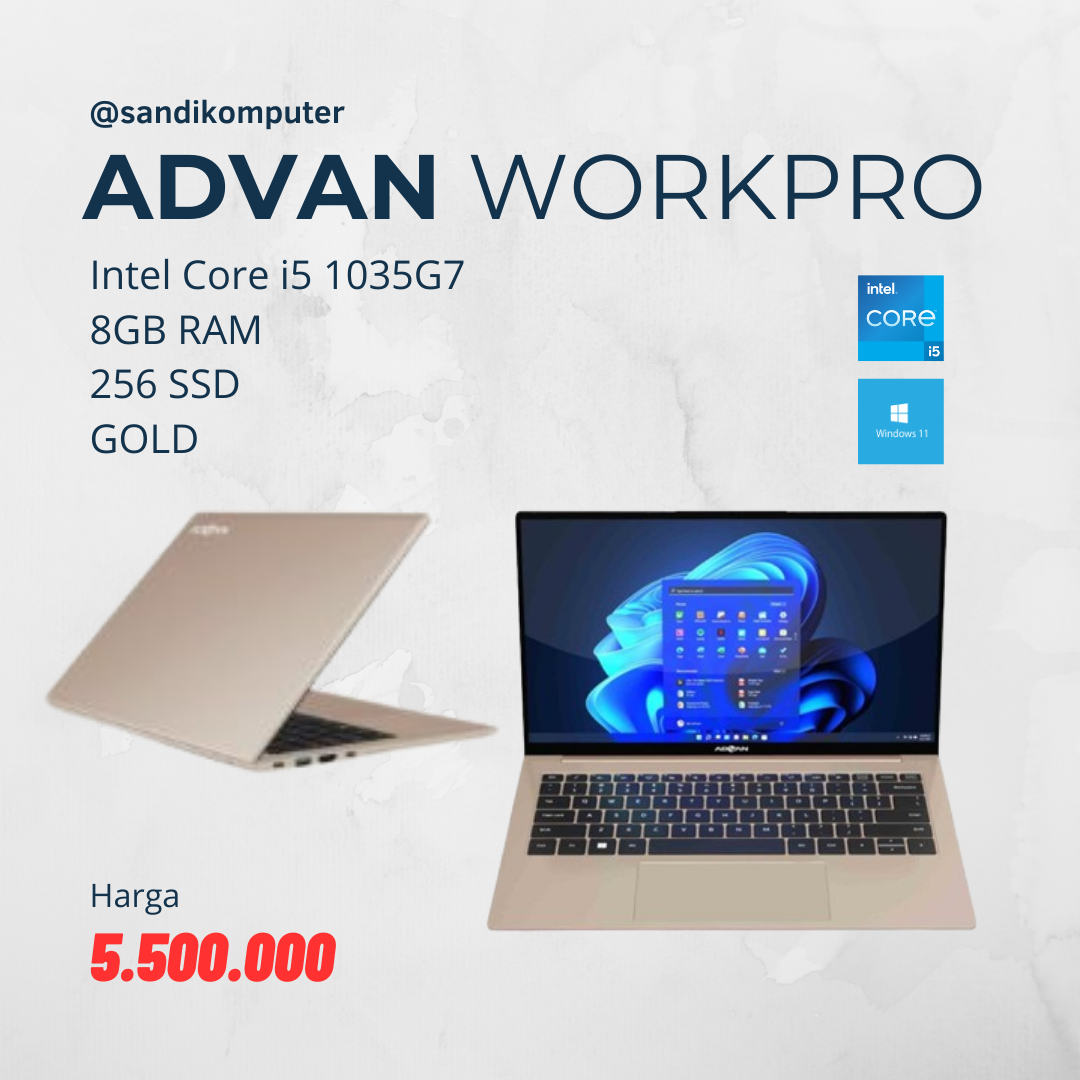 @sandikomputer
ADVAN WORKPRO
Intel Core i5 1035G7
8GB RAM
256 SSD
GOLD
intel.
CORE
i5
Windows 11
ADVAN
Harga
5.500.000